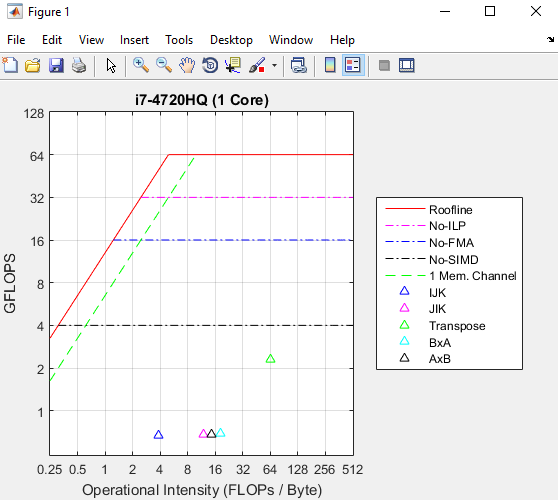 Figure 1
File Edit View Insert Tools Desktop Window Help
i7-4720HQ (1 Core)
128
64
32
16
8
4
2
1
GFLOPS
0.25 0.5 1 2 4 8 16 32 64 128 256 512
Operational Intensity (FLOPs / Byte)
Roofline
No-ILP
No-FMA
No-SIMD
1 Mem. Channel
IJK
JIK
Transpose
BxA
AxB